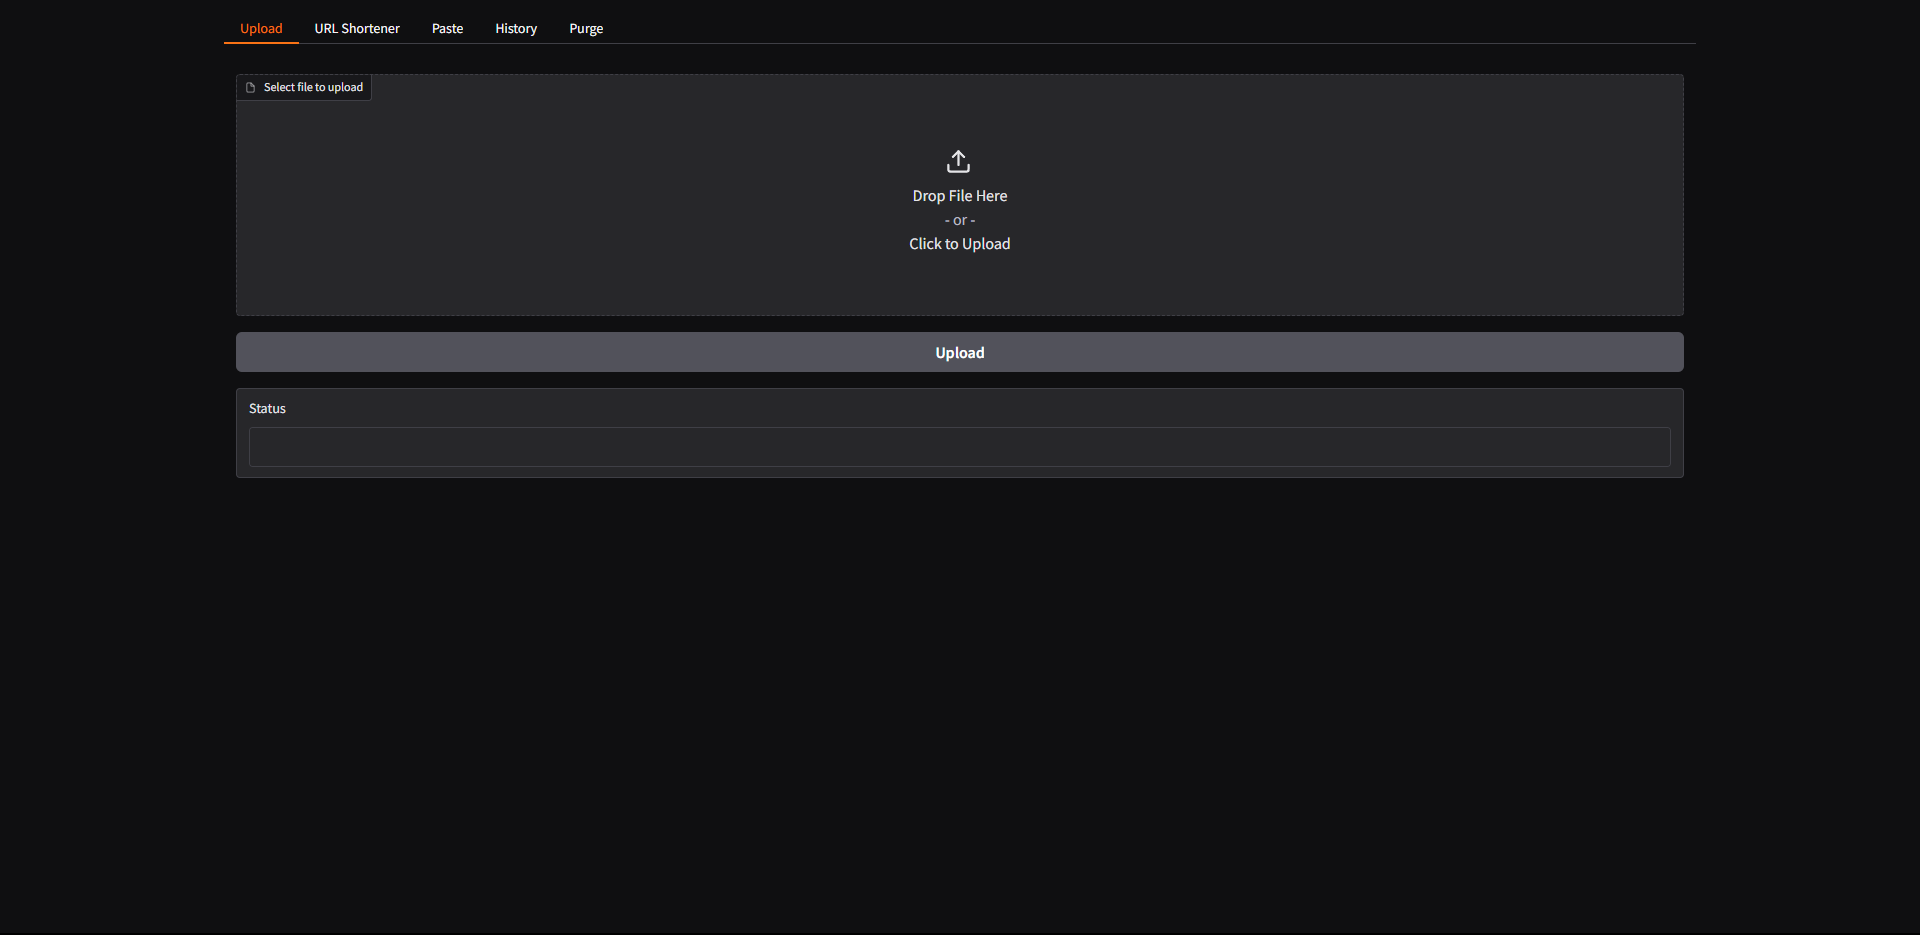 Upload URL Shortener Paste History Purge
Select file to upload
Drop File Here
- or -
Click to Upload
Upload
Status